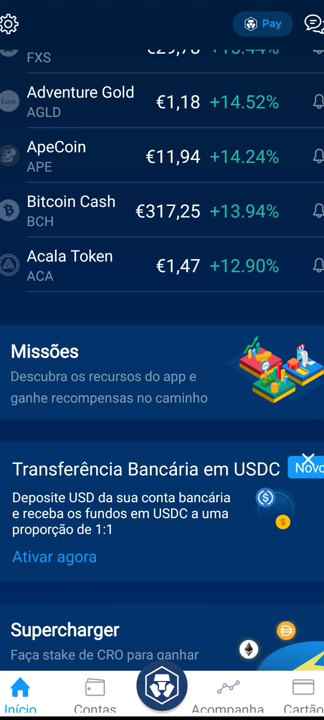 Pay
FXS
Adventure Gold
€1,18 +14.52%
AGLD
ApeCoin
€11,94 +14.24%
APE
Bitcoin Cash
€317,25 +13.94%
BCH
Acala Token
€1,47 +12.90%
ACA
Missões
Descubra os recursos do app e
ganhe recompensas no caminho
Transferência Bancária em USDC
Novo
Deposite USD da sua conta bancária
e receba os fundos em USDC a uma
proporção de 1:1
Ativar agora
Supercharger
Faça stake de CRO para ganhar
Início
Contas
Acompanha
Cartão